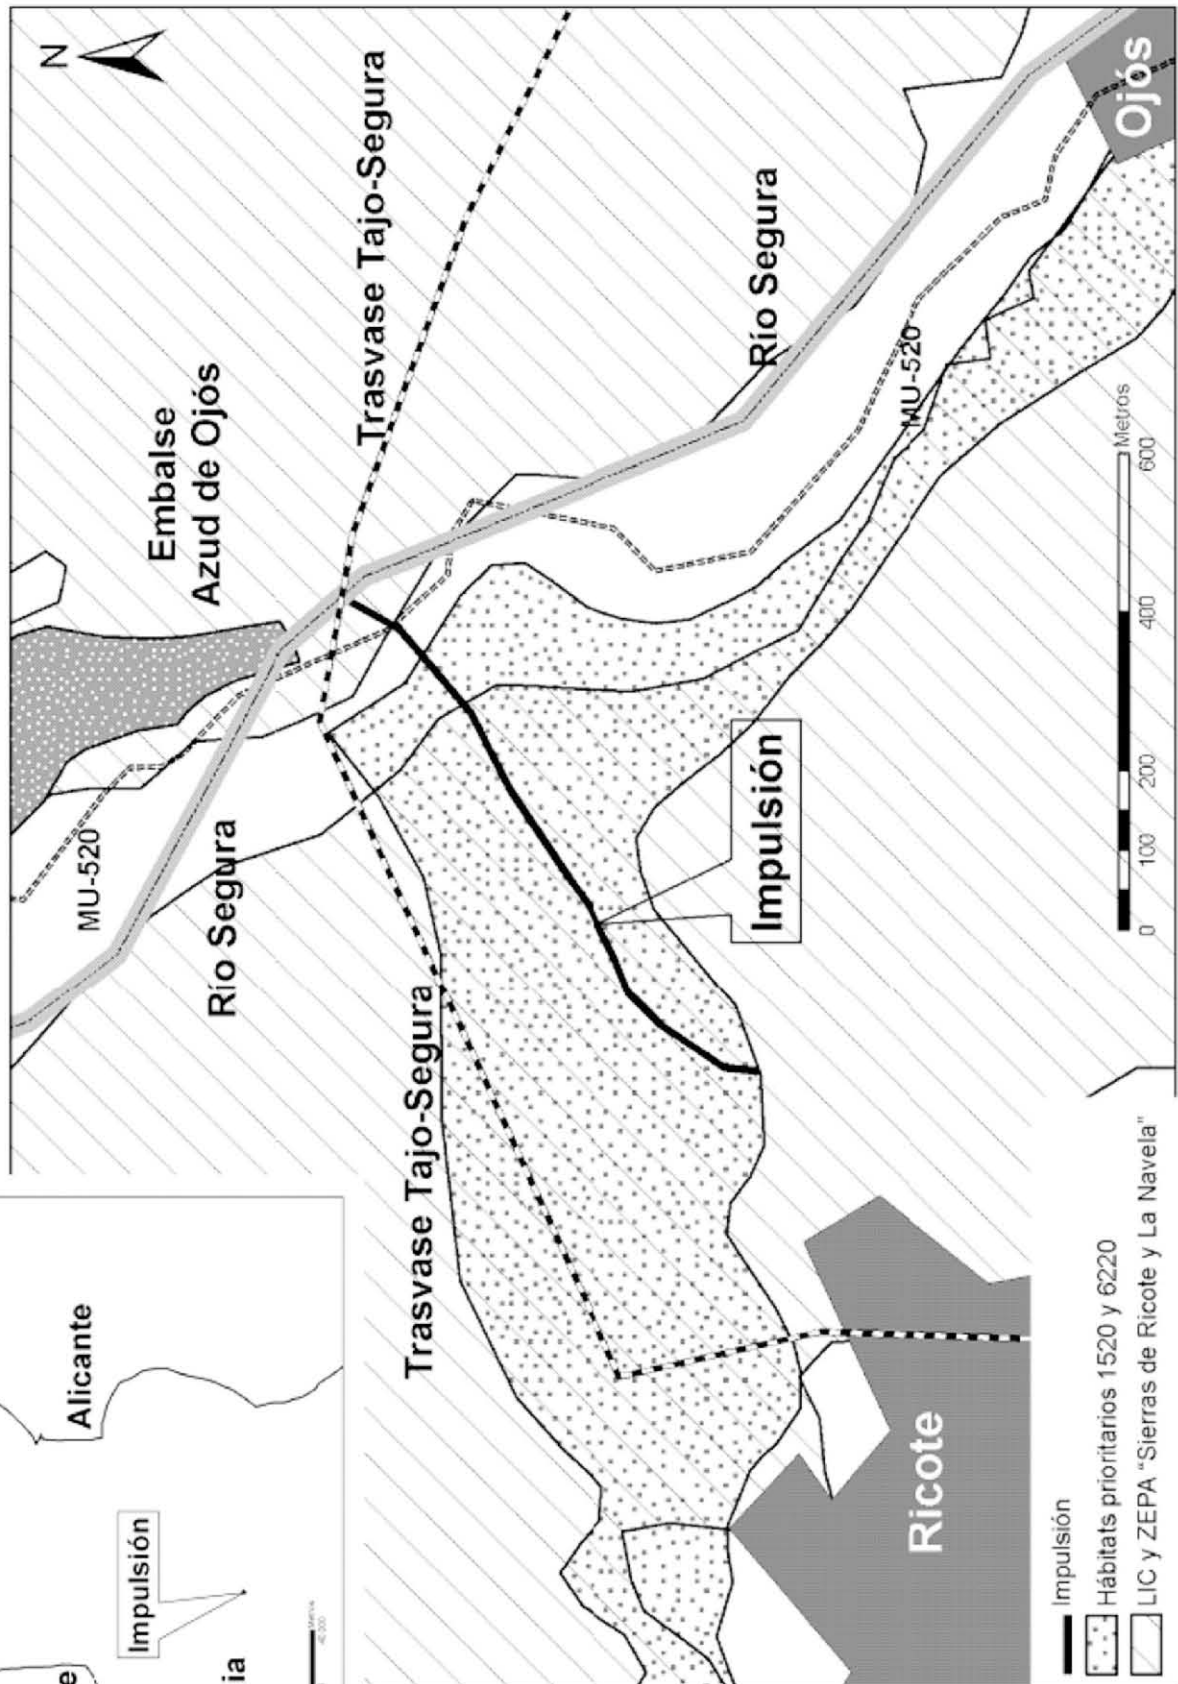 N
Trasvase Tajo-Segura
Embalse
Azud de Ojós
Río Segura
Ojós
MU-520
MU-520
Río Segura
Trasvase Tajo-Segura
Impulsión
Metros
0 100 200 400 600
Ricote
Alicante
Impulsión
e
ia
Impulsión
Hábitats prioritarios 1520 y 6220
LIC y ZEPA "Sierras de Ricote y La Navela"